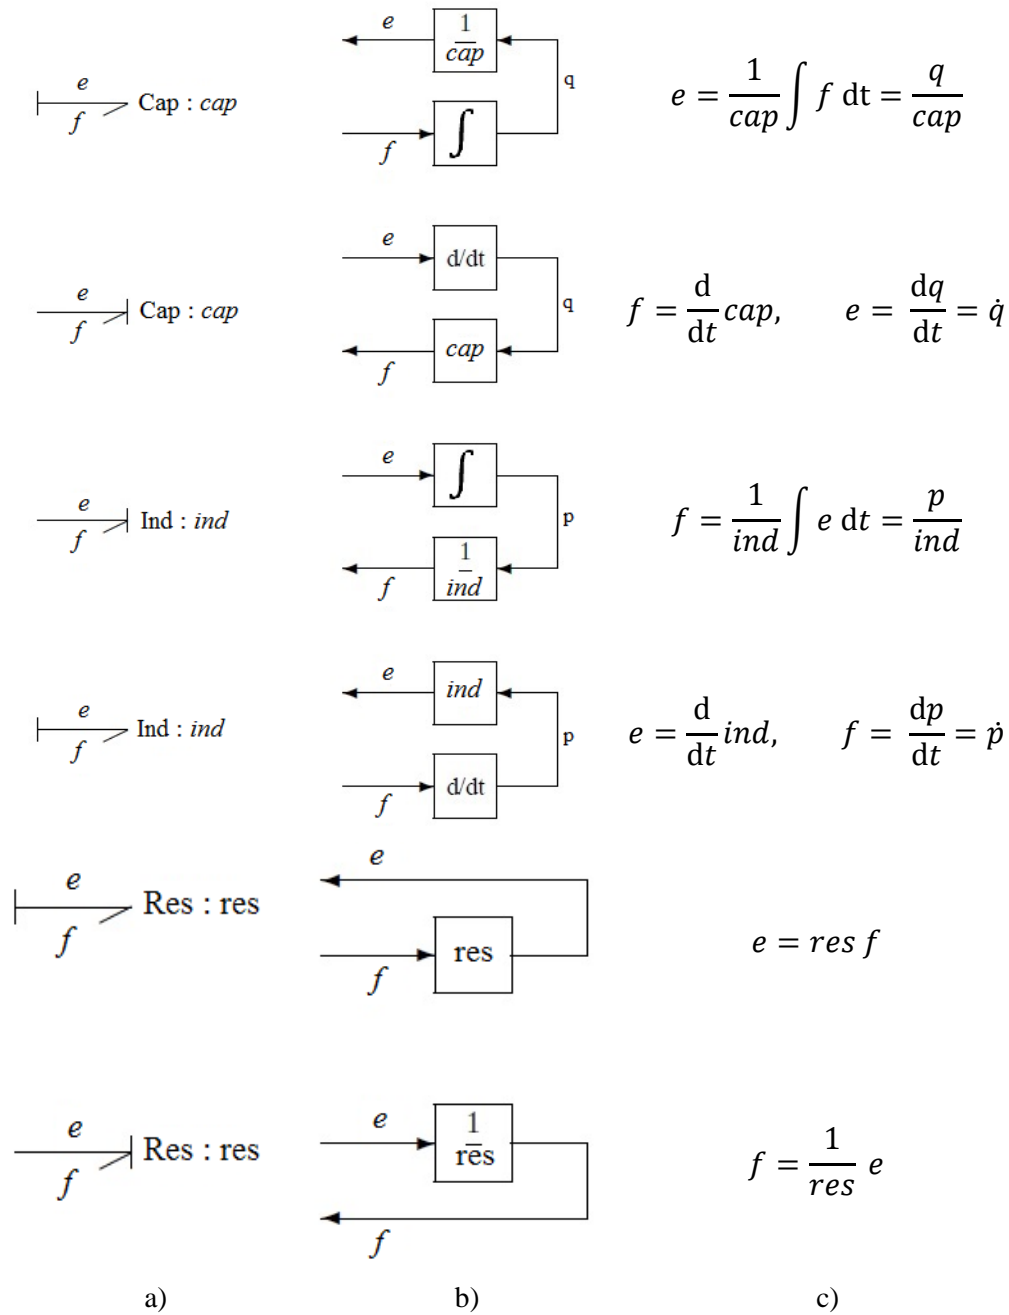 e
f
Cap : cap
e
1
cap
q
f
∫
e = 1/cap ∫ f dt = q/cap
e
f
Cap : cap
e
d/dt
q
cap
f
f = d/dt cap, e = dq/dt = q̇
e
f
Ind : ind
e
∫
p
1
ind
f
f = 1/ind ∫ e dt = p/ind
e
f
Ind : ind
e
ind
p
d/dt
f
e = d/dt ind, f = dp/dt = ṗ
e
f
Res : res
e
res
f
e = res f
e
f
Res : res
e
1
res
f
f = 1/res e
a) b) c)